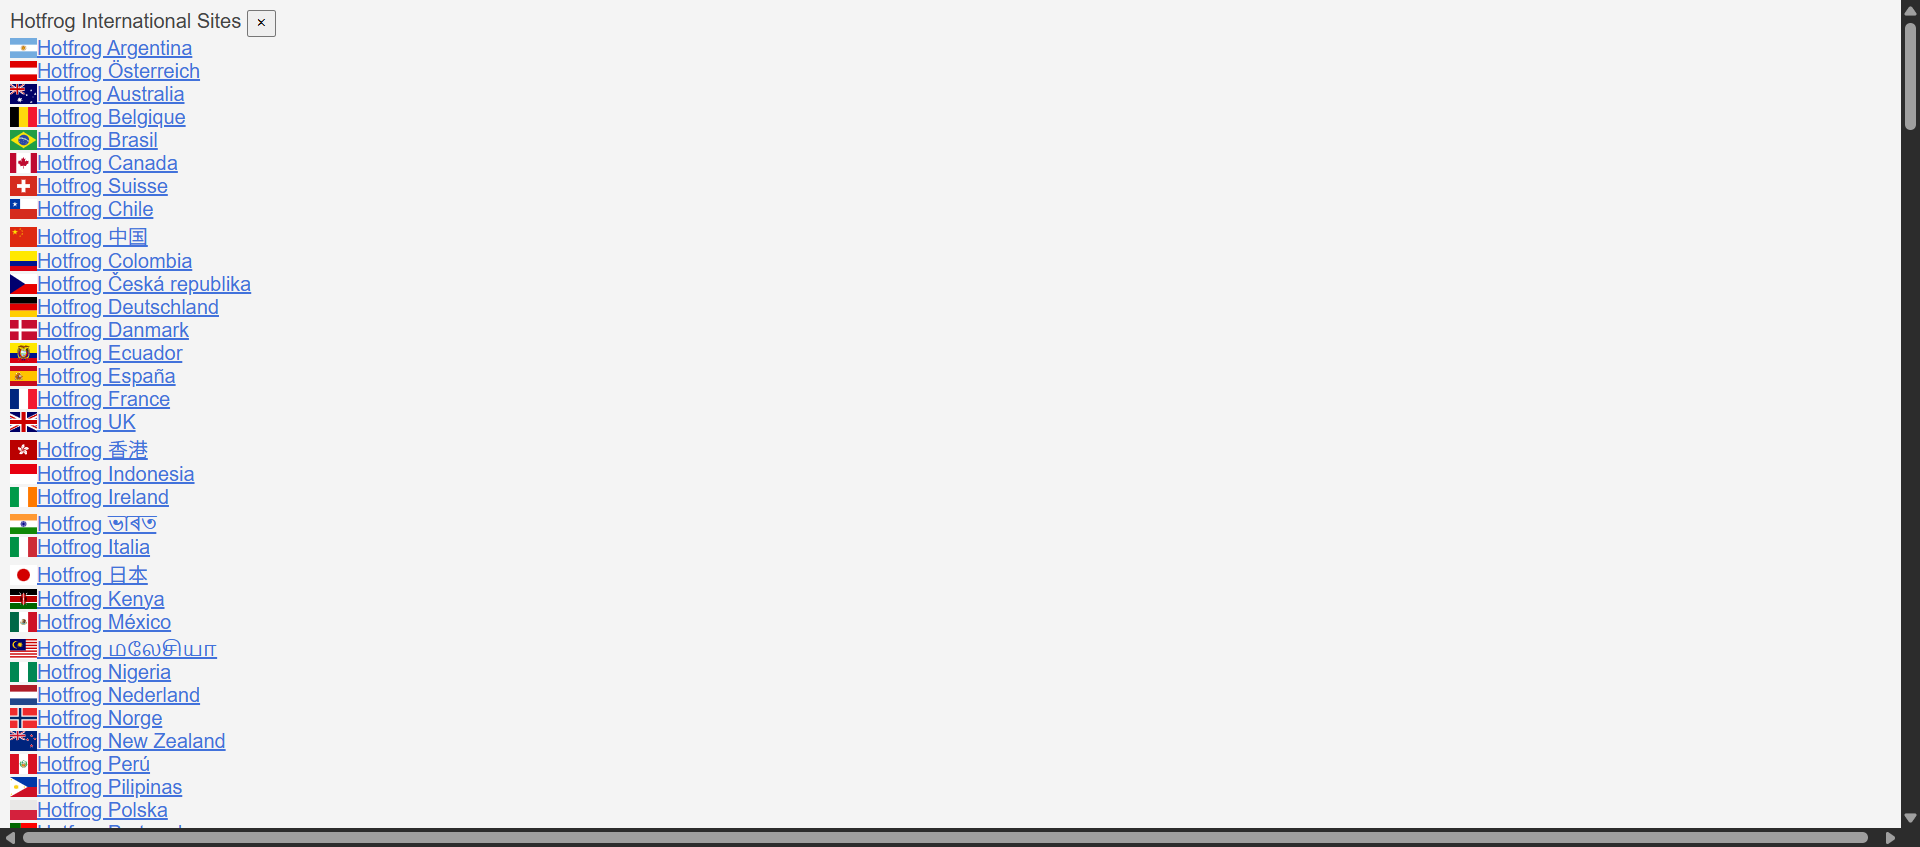 Hotfrog International Sites ×
Hotfrog Argentina
Hotfrog Österreich
Hotfrog Australia
Hotfrog Belgique
Hotfrog Brasil
Hotfrog Canada
Hotfrog Suisse
Hotfrog Chile
Hotfrog 中国
Hotfrog Colombia
Hotfrog Česká republika
Hotfrog Deutschland
Hotfrog Danmark
Hotfrog Ecuador
Hotfrog España
Hotfrog France
Hotfrog UK
Hotfrog 香港
Hotfrog Indonesia
Hotfrog Ireland
Hotfrog ভাৰত
Hotfrog Italia
Hotfrog 日本
Hotfrog Kenya
Hotfrog México
Hotfrog மலேசியா
Hotfrog Nigeria
Hotfrog Nederland
Hotfrog Norge
Hotfrog New Zealand
Hotfrog Perú
Hotfrog Pilipinas
Hotfrog Polska